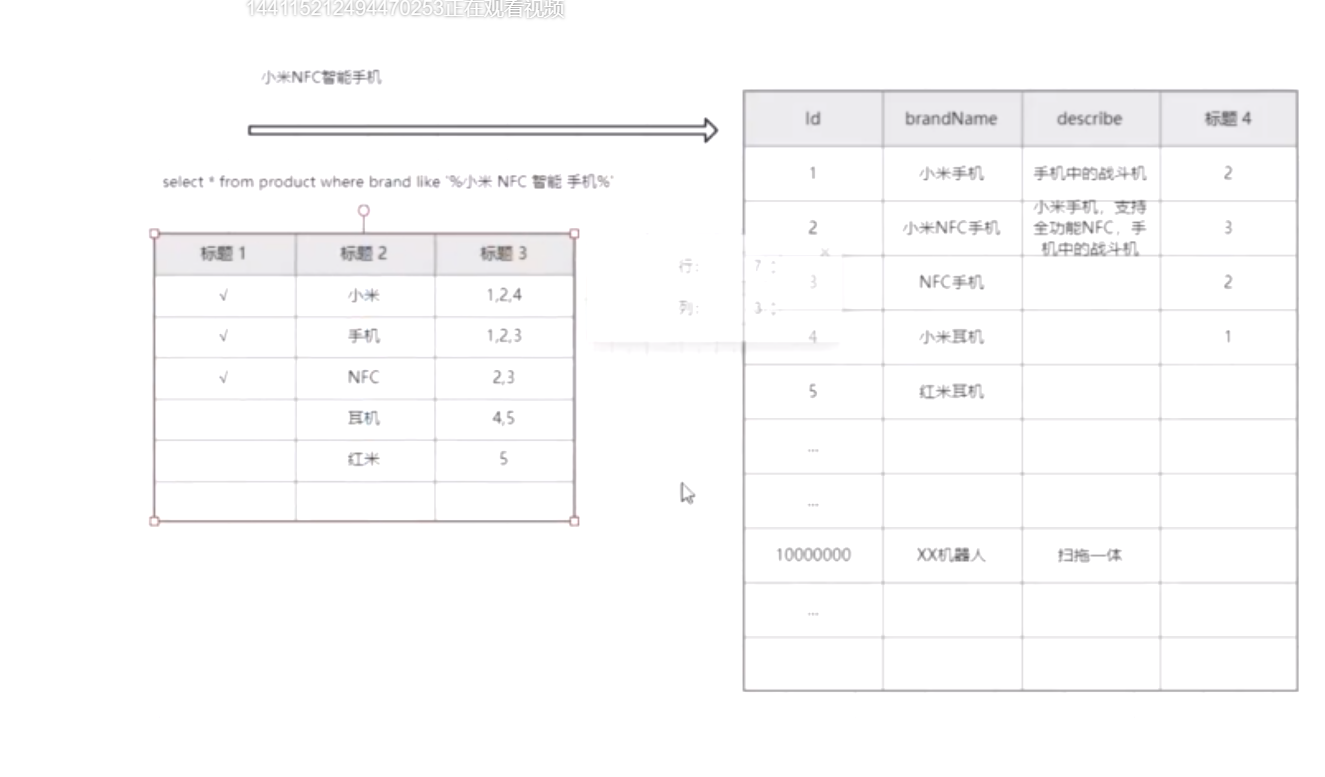 144115212494470253正在观看视频
小米NFC智能手机
select * from product where brand like '%小米 NFC 智能 手机%'
标题 1 标题 2 标题 3
√ 小米 1,2,4
√ 手机 1,2,3
√ NFC 2,3
耳机 4,5
红米 5
行: 7
列: 3
Id brandName describe 标题 4
1 小米手机 手机中的战斗机 2
2 小米NFC手机 小米手机，支持 3
全功能NFC，手
机中的战斗机
3 NFC手机 2
4 小米耳机 1
5 红米耳机
...
...
10000000 XX机器人 扫拖一体
...